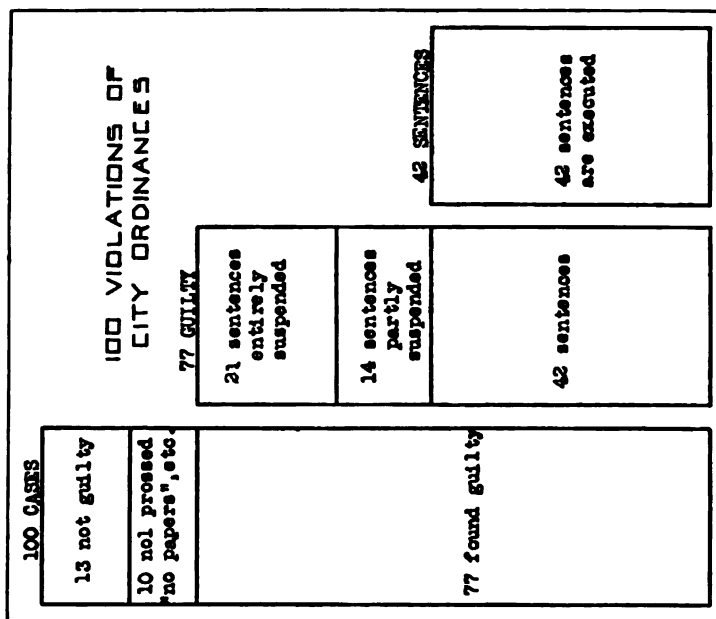 100 VIOLATIONS OF
CITY ORDINANCES
100 CASES
13 not guilty
10 nol prossed
"no papers",etc.
77 found guilty
77 GUILTY
21 sentences
entirely
suspended
14 sentences
partly
suspended
42 sentences
42 SENTENCES
42 sentences
are executed